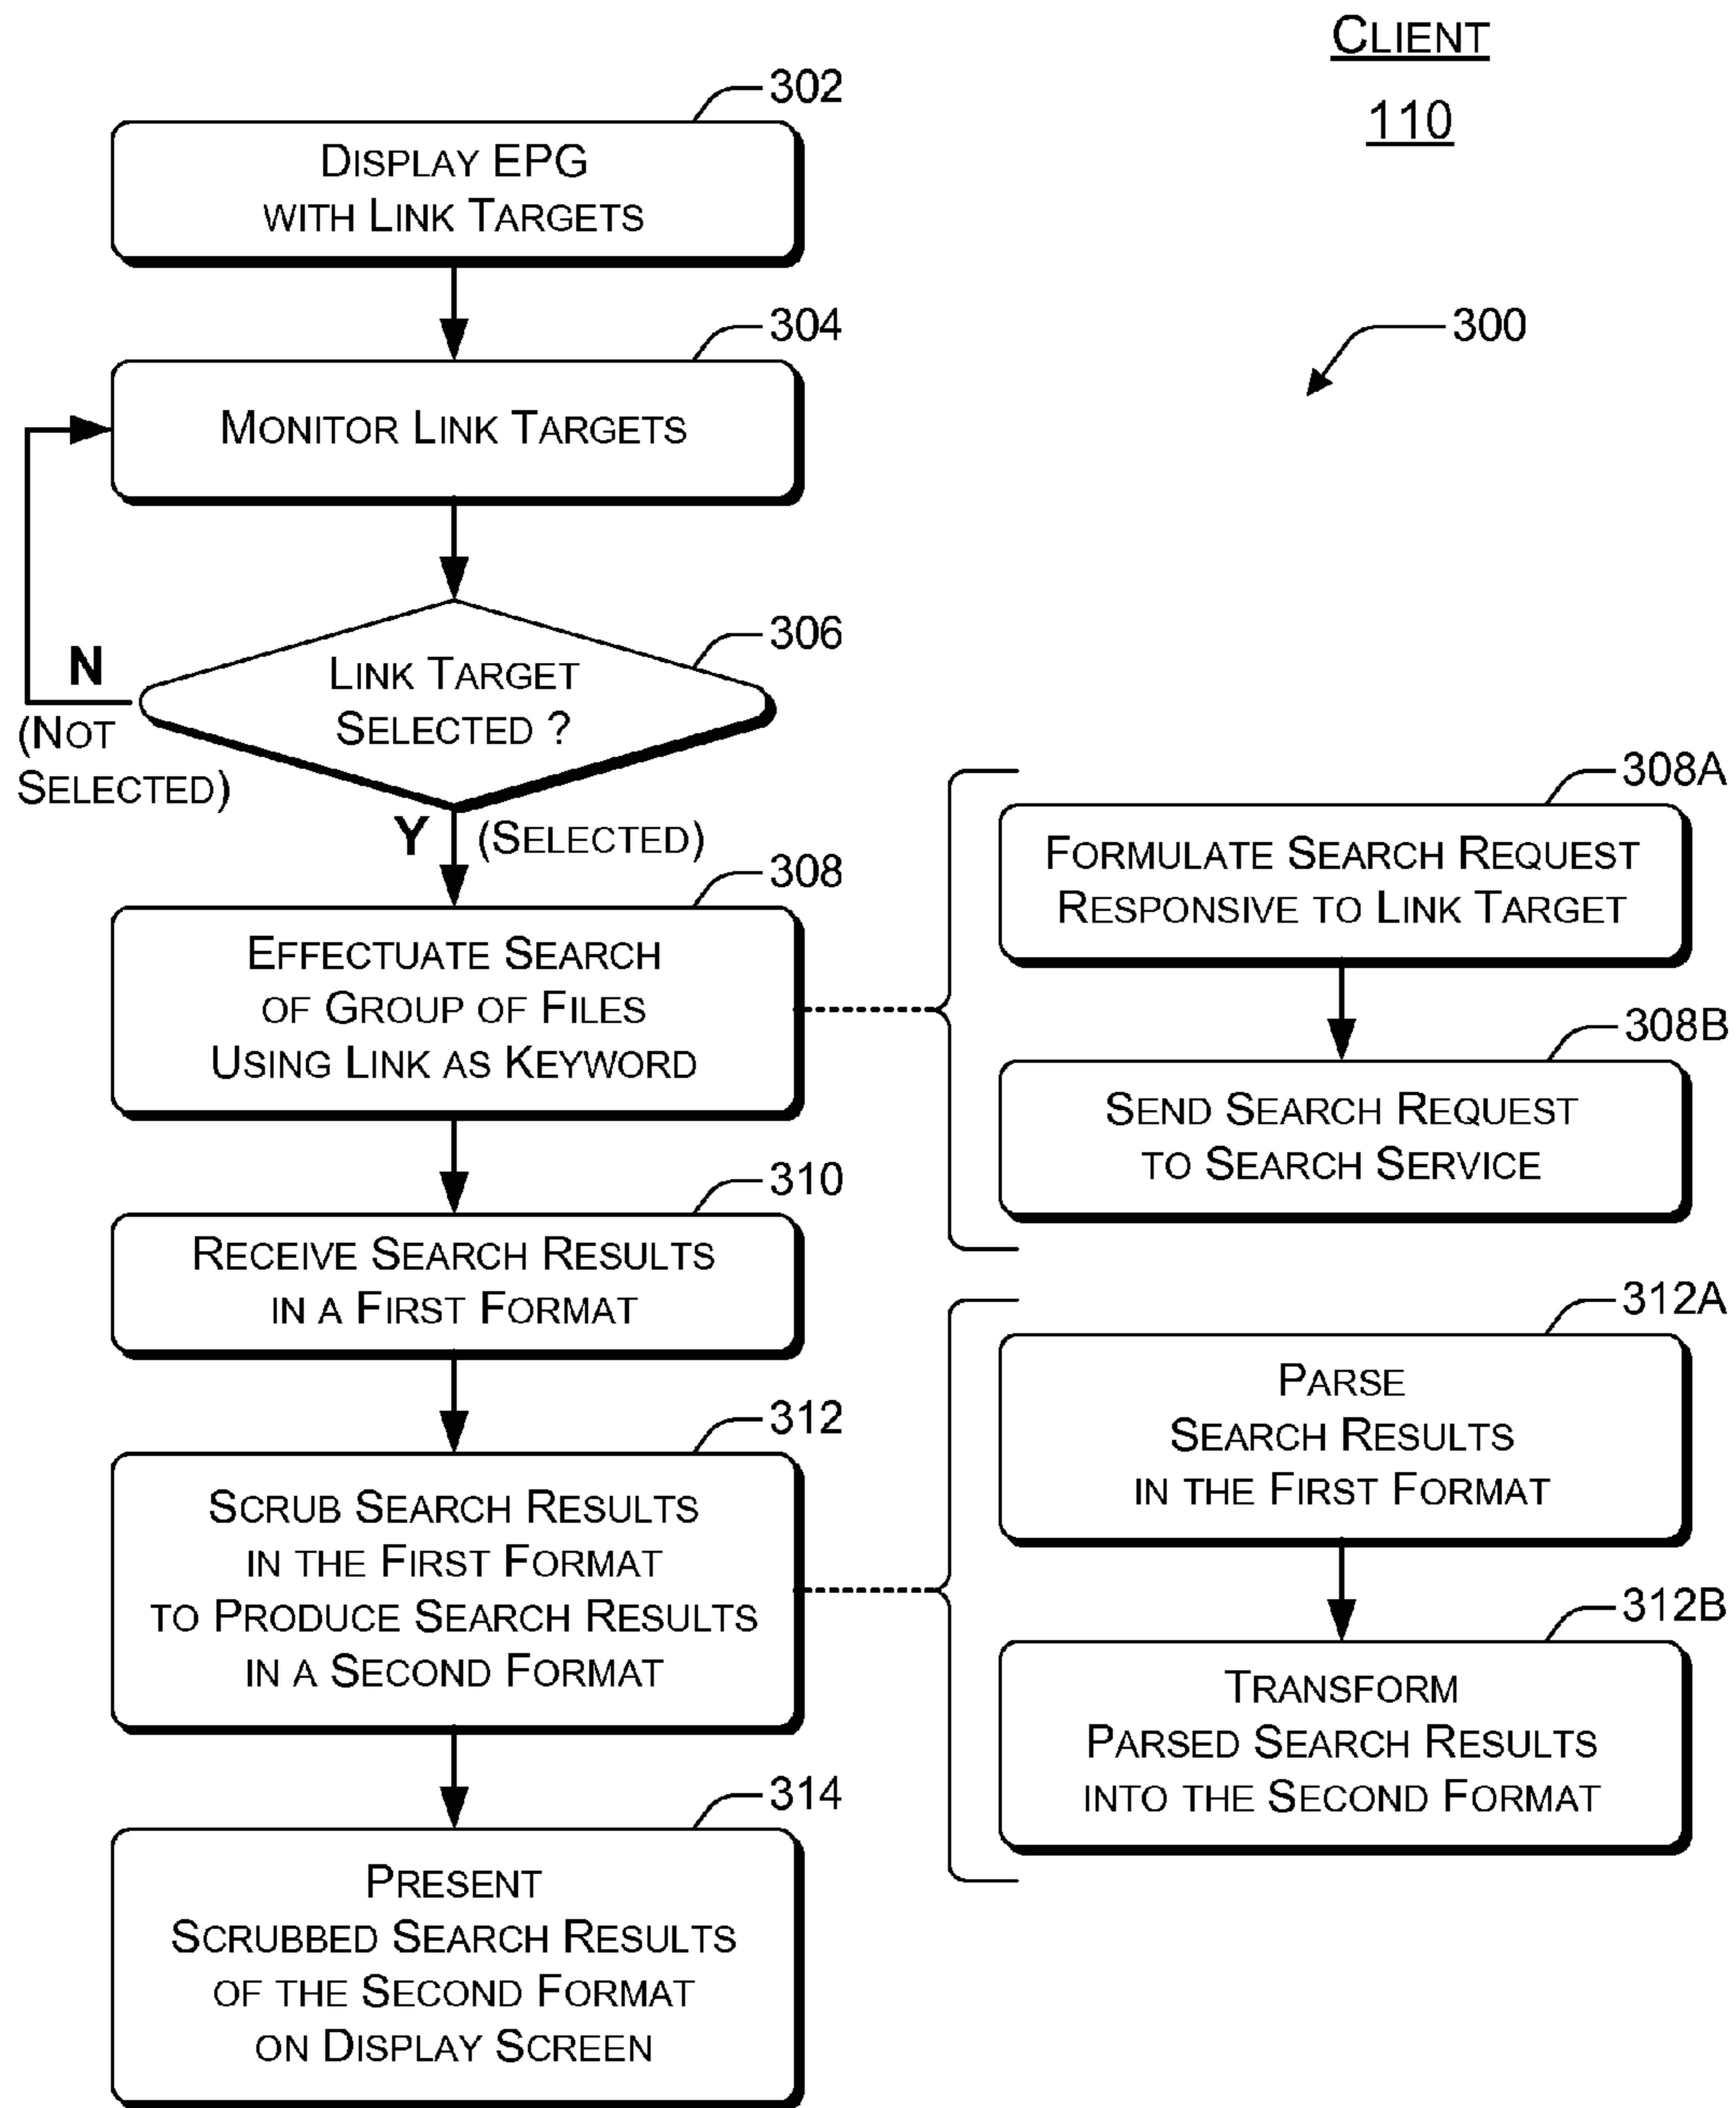 CLIENT
110
300
302
DISPLAY EPG
WITH LINK TARGETS
304
MONITOR LINK TARGETS
306
LINK TARGET
SELECTED ?
N
(NOT
SELECTED)
Y (SELECTED)
308
EFFECTUATE SEARCH
OF GROUP OF FILES
USING LINK AS KEYWORD
308A
FORMULATE SEARCH REQUEST
RESPONSIVE TO LINK TARGET
308B
SEND SEARCH REQUEST
TO SEARCH SERVICE
310
RECEIVE SEARCH RESULTS
IN A FIRST FORMAT
312
SCRUB SEARCH RESULTS
IN THE FIRST FORMAT
TO PRODUCE SEARCH RESULTS
IN A SECOND FORMAT
312A
PARSE
SEARCH RESULTS
IN THE FIRST FORMAT
312B
TRANSFORM
PARSED SEARCH RESULTS
INTO THE SECOND FORMAT
314
PRESENT
SCRUBBED SEARCH RESULTS
OF THE SECOND FORMAT
ON DISPLAY SCREEN